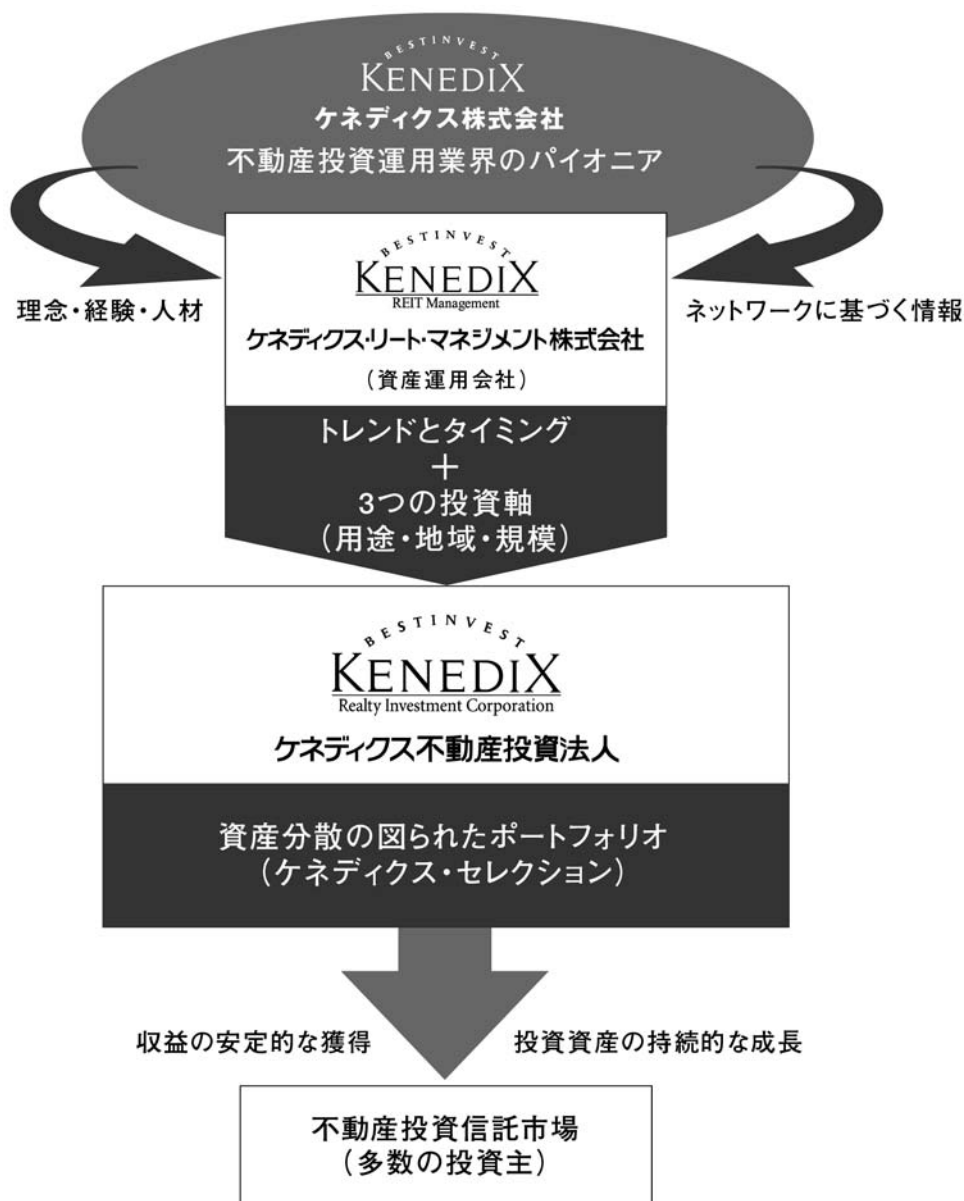 BESTINVEST
KENEDIX
ケネディクス株式会社
不動産投資運用業界のパイオニア
BESTINVEST
KENEDIX
REIT Management
理念・経験・人材
ネットワークに基づく情報
ケネディクス・リート・マネジメント株式会社
（資産運用会社）
トレンドとタイミング
＋
3つの投資軸
（用途・地域・規模）
BESTINVEST
KENEDIX
Realty Investment Corporation
ケネディクス不動産投資法人
資産分散の図られたポートフォリオ
（ケネディクス・セレクション）
収益の安定的な獲得
投資資産の持続的な成長
不動産投資信託市場
（多数の投資主）